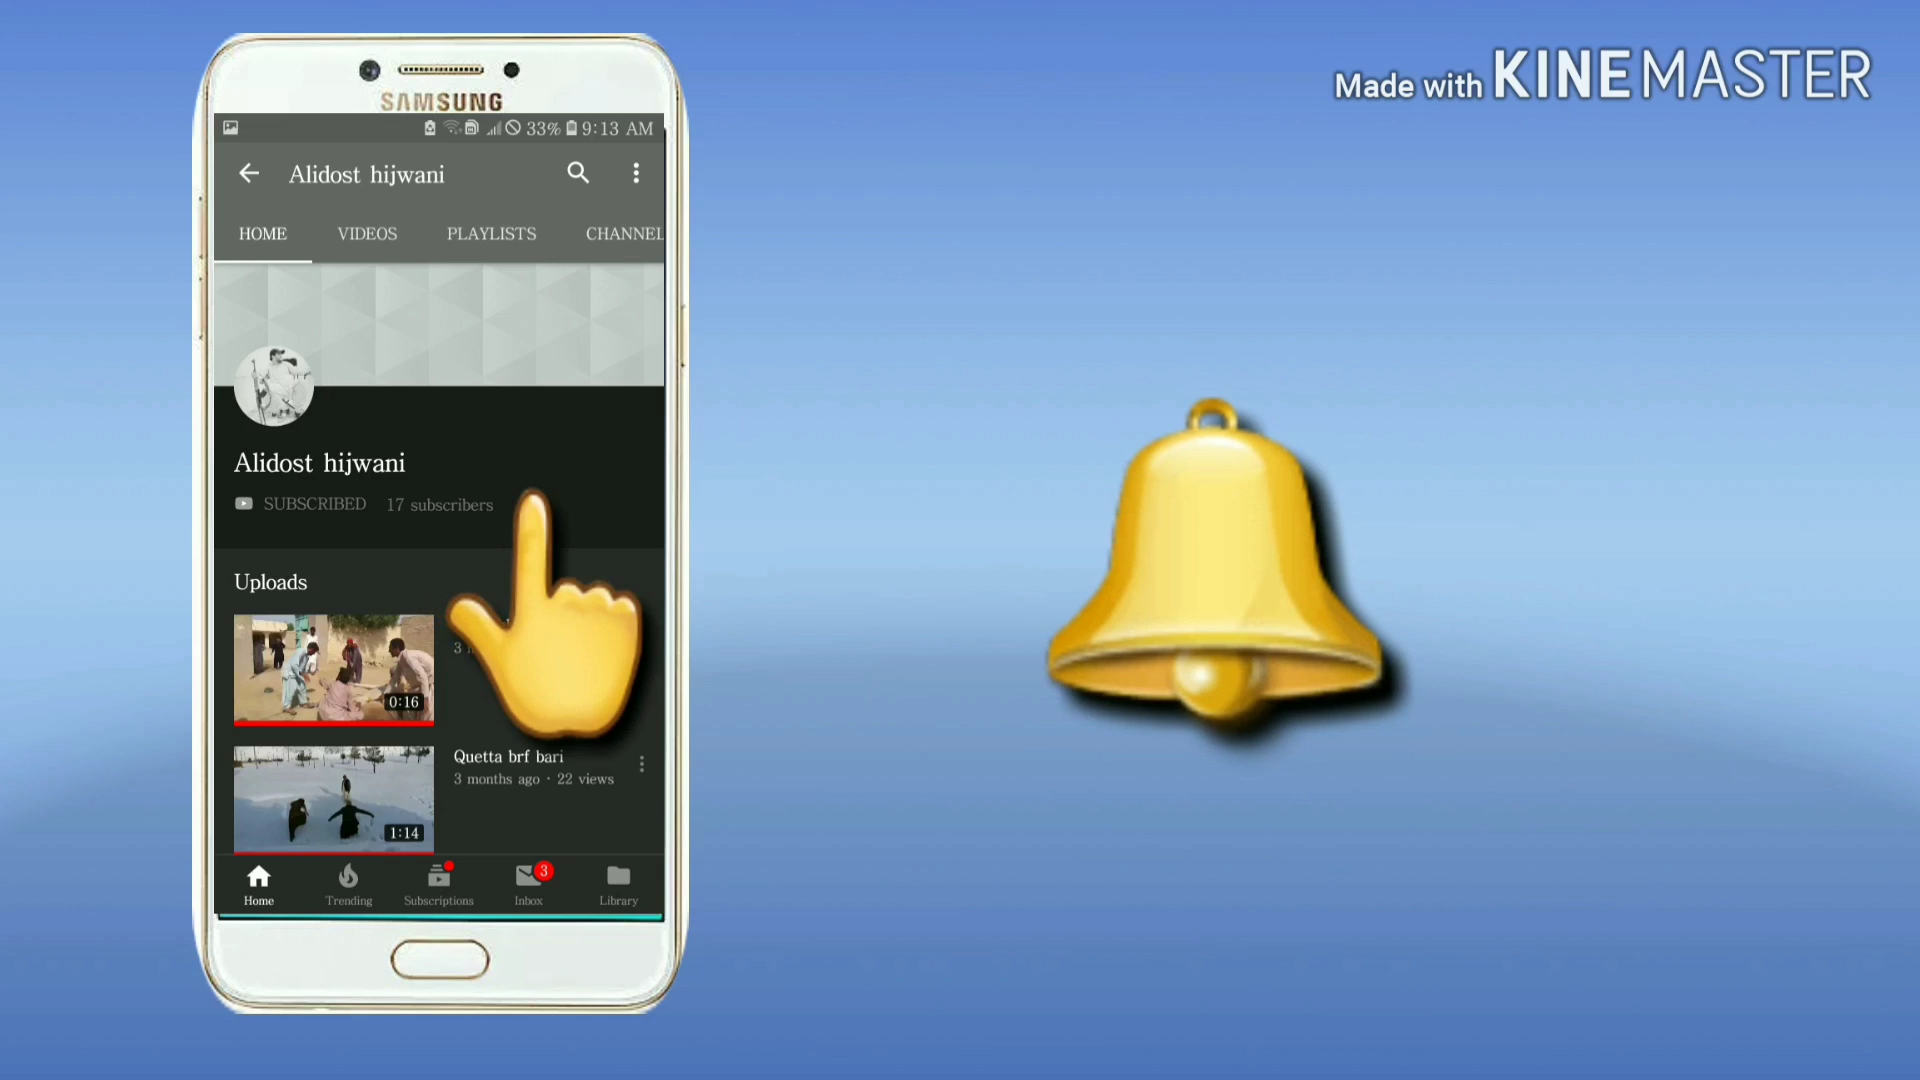 Made with KINEMASTER
SAMSUNG
33% 9:13 AM
Alidost hijwani
HOME VIDEOS PLAYLISTS CHANNEL
Alidost hijwani
SUBSCRIBED 17 subscribers
Uploads
3
0:16
Quetta brf bari
3 months ago · 22 views
1:14
3
Home Trending Subscriptions Inbox Library